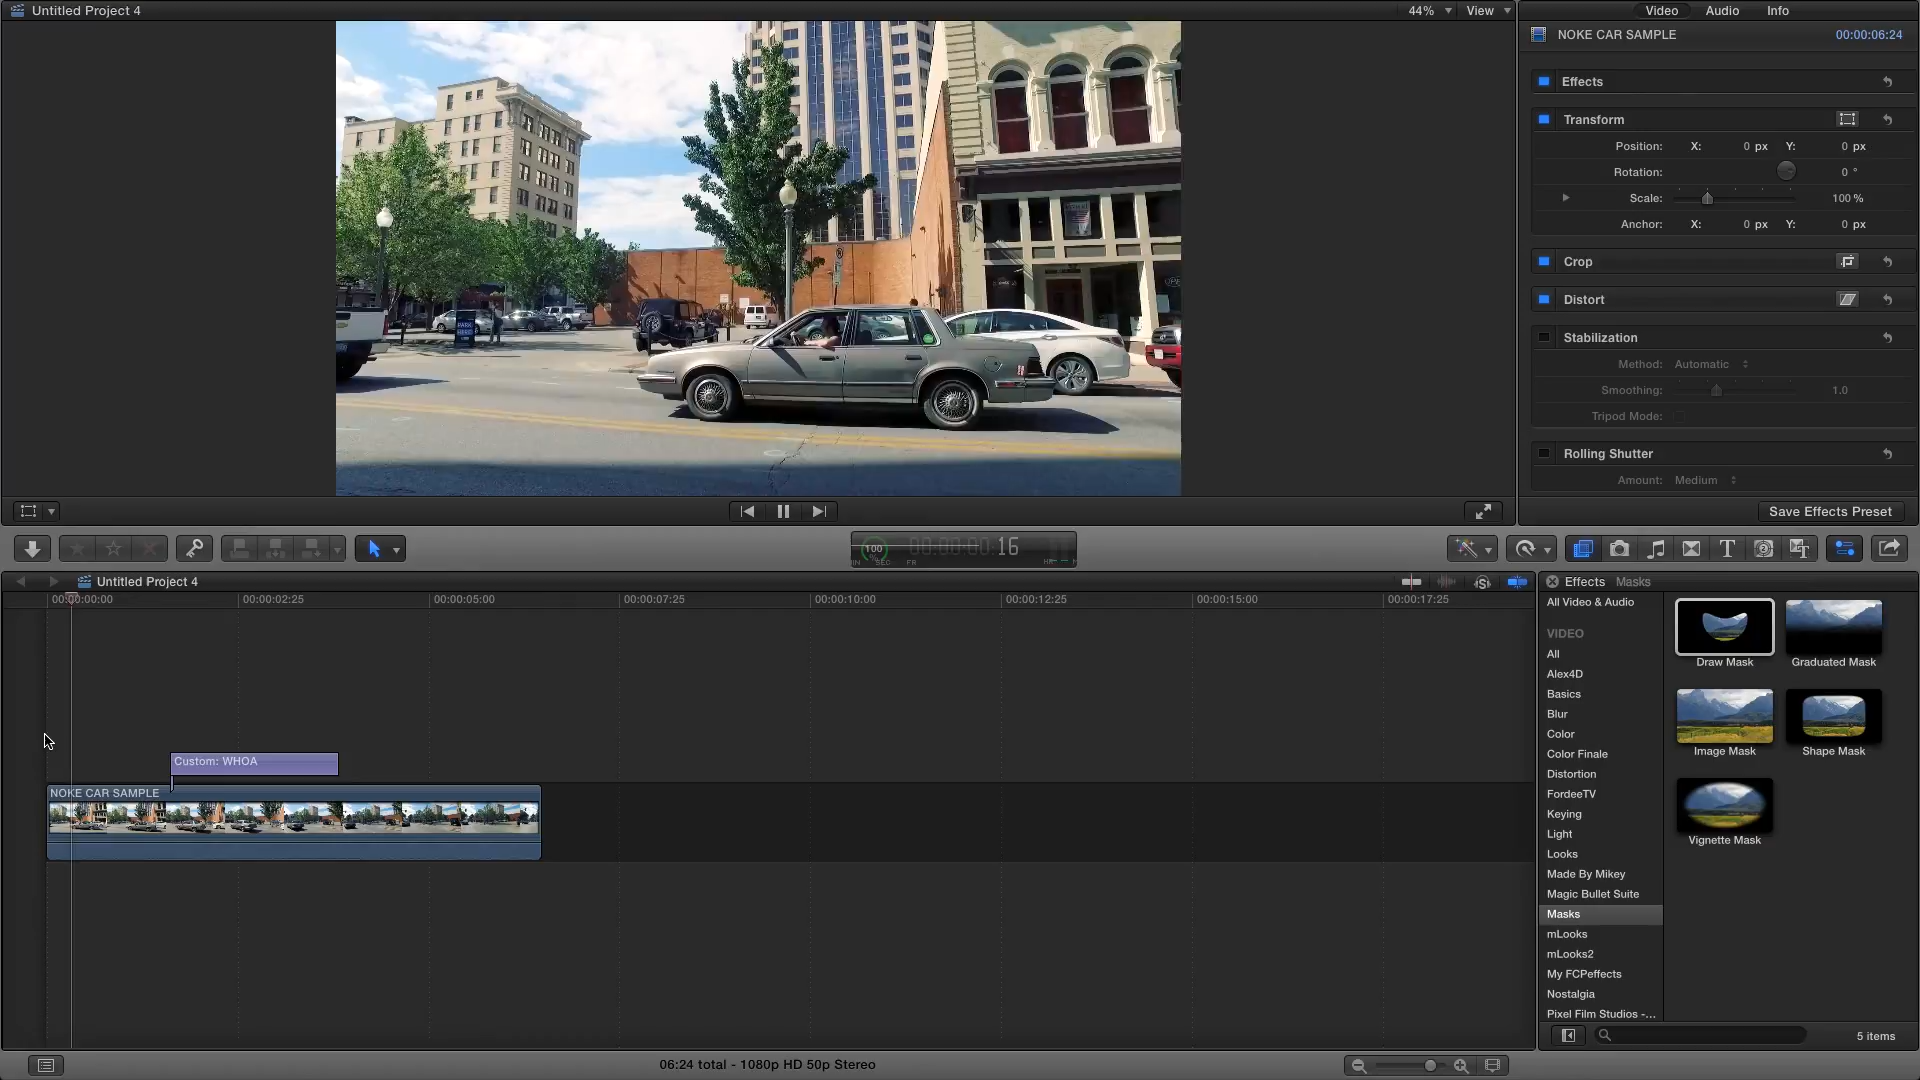 Untitled Project 4
44%
View
Video
Audio
Info
NOKE CAR SAMPLE
00:00:06:24
Effects
Transform
Position: X: 0 px Y: 0 px
Rotation: 0 °
Scale: 100 %
Anchor: X: 0 px Y: 0 px
Crop
Distort
Stabilization
Method: Automatic
Smoothing: 1.0
Tripod Mode:
Rolling Shutter
Amount: Medium
Save Effects Preset
100
%
00:00:00:16
SEC
FR
Untitled Project 4
00:00:00:00
00:00:02:25
00:00:05:00
00:00:07:25
00:00:10:00
00:00:12:25
00:00:15:00
00:00:17:25
Custom: WHOA
NOKE CAR SAMPLE
Effects
Masks
All Video & Audio
VIDEO
All
Alex4D
Basics
Blur
Color
Color Finale
Distortion
FordeeTV
Keying
Light
Looks
Made By Mikey
Magic Bullet Suite
Masks
mLooks
mLooks2
My FCPeffects
Nostalgia
Pixel Film Studios -...
Draw Mask
Graduated Mask
Image Mask
Shape Mask
Vignette Mask
5 items
06:24 total - 1080p HD 50p Stereo